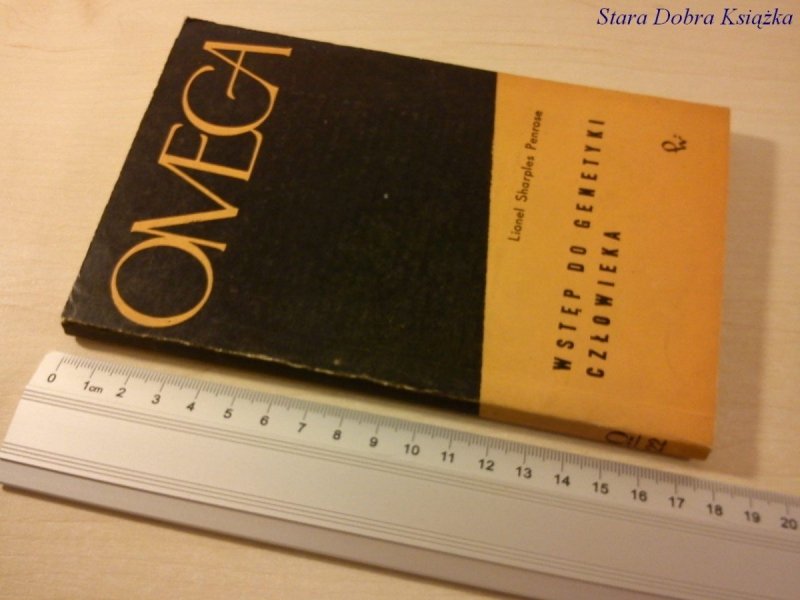 Stara Dobra Książka
OMEGA
Lionel Sharples Penrose
WSTĘP DO GENETYKI
CZŁOWIEKA
0 1cm 2 3 4 5 6 7 8 9 10 11 12 13 14 15 16 17 18 19 20